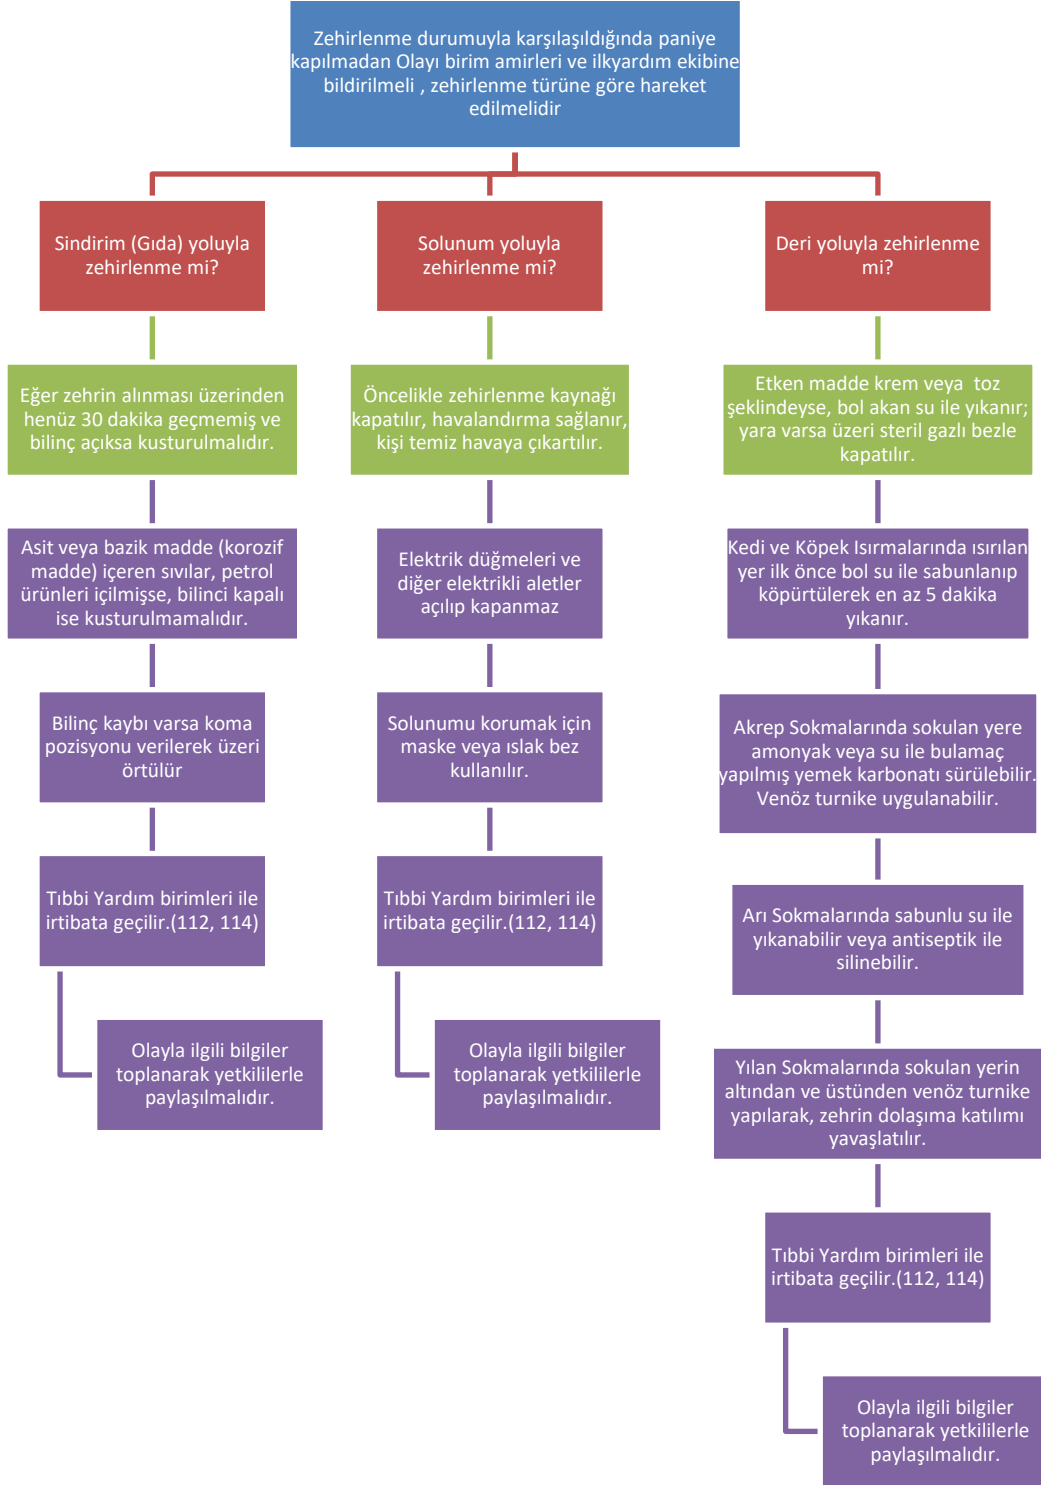 Zehirlenme durumuyla karşılaşıldığında paniye
kapılmadan Olayı birim amirleri ve ilkyardım ekibine
bildirilmeli , zehirlenme türüne göre hareket
edilmelidir
Sindirim (Gıda) yoluyla
zehirlenme mi?
Eğer zehrin alınması üzerinden
henüz 30 dakika geçmemiş ve
bilinç açıksa kusturulmalıdır.
Asit veya bazik madde (korozif
madde) içeren sıvılar, petrol
ürünleri içilmişse, bilinci kapalı
ise kusturulmamalıdır.
Bilinç kaybı varsa koma
pozisyonu verilerek üzeri
örtülür
Tıbbi Yardım birimleri ile
irtibata geçilir.(112, 114)
Olayla ilgili bilgiler
toplanarak yetkililerle
paylaşılmalıdır.
Solunum yoluyla
zehirlenme mi?
Öncelikle zehirlenme kaynağı
kapatılır, havalandırma sağlanır,
kişi temiz havaya çıkartılır.
Elektrik düğmeleri ve
diğer elektrikli aletler
açılıp kapanmaz
Solunumu korumak için
maske veya ıslak bez
kullanılır.
Tıbbi Yardım birimleri ile
irtibata geçilir.(112, 114)
Olayla ilgili bilgiler
toplanarak yetkililerle
paylaşılmalıdır.
Deri yoluyla zehirlenme
mi?
Etken madde krem veya  toz
şeklindeyse, bol akan su ile yıkanır;
yara varsa üzeri steril gazlı bezle
kapatılır.
Kedi ve Köpek Isırmalarında ısırılan
yer ilk önce bol su ile sabunlanıp
köpürtülerek en az 5 dakika
yıkanır.
Akrep Sokmalarında sokulan yere
amonyak veya su ile bulamaç
yapılmış yemek karbonatı sürülebilir.
Venöz turnike uygulanabilir.
Arı Sokmalarında sabunlu su ile
yıkanabilir veya antiseptik ile
silinebilir.
Yılan Sokmalarında sokulan yerin
altından ve üstünden venöz turnike
yapılarak, zehrin dolaşıma katılımı
yavaşlatılır.
Tıbbi Yardım birimleri ile
irtibata geçilir.(112, 114)
Olayla ilgili bilgiler
toplanarak yetkililerle
paylaşılmalıdır.